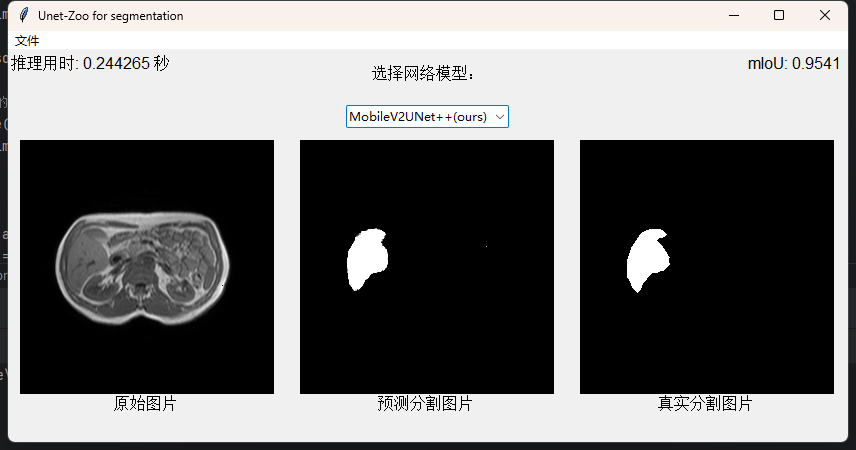 Unet-Zoo for segmentation
文件
推理用时: 0.244265 秒
选择网络模型:
mIoU: 0.9541
MobileV2UNet++(ours)
原始图片
预测分割图片
真实分割图片